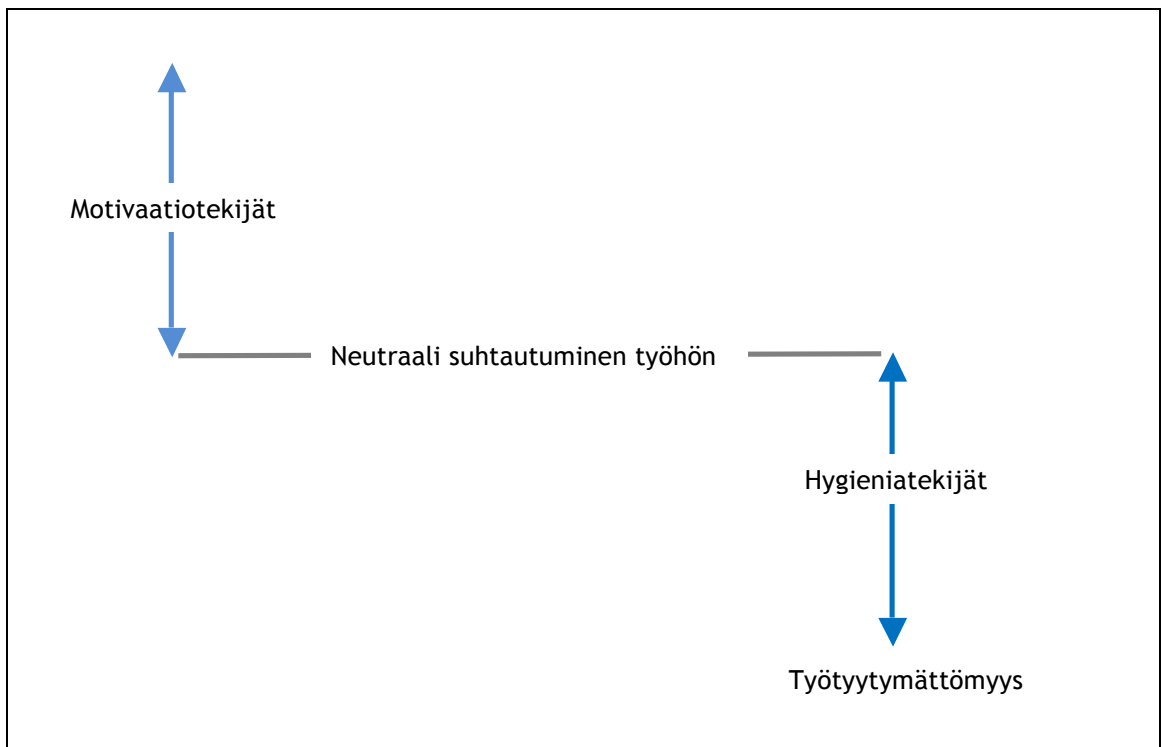 Motivaatiotekijät
Neutraali suhtautuminen työhön
Hygieniatekijät
Työtyytymättömyys